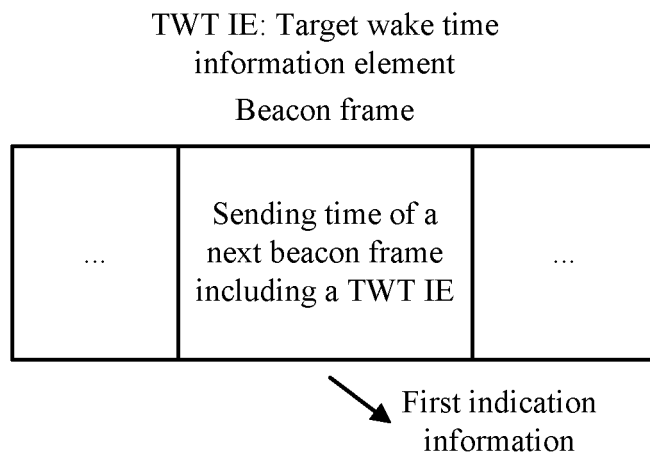 TWT IE: Target wake time
information element
Beacon frame
...
Sending time of a
next beacon frame
including a TWT IE
...
First indication
information